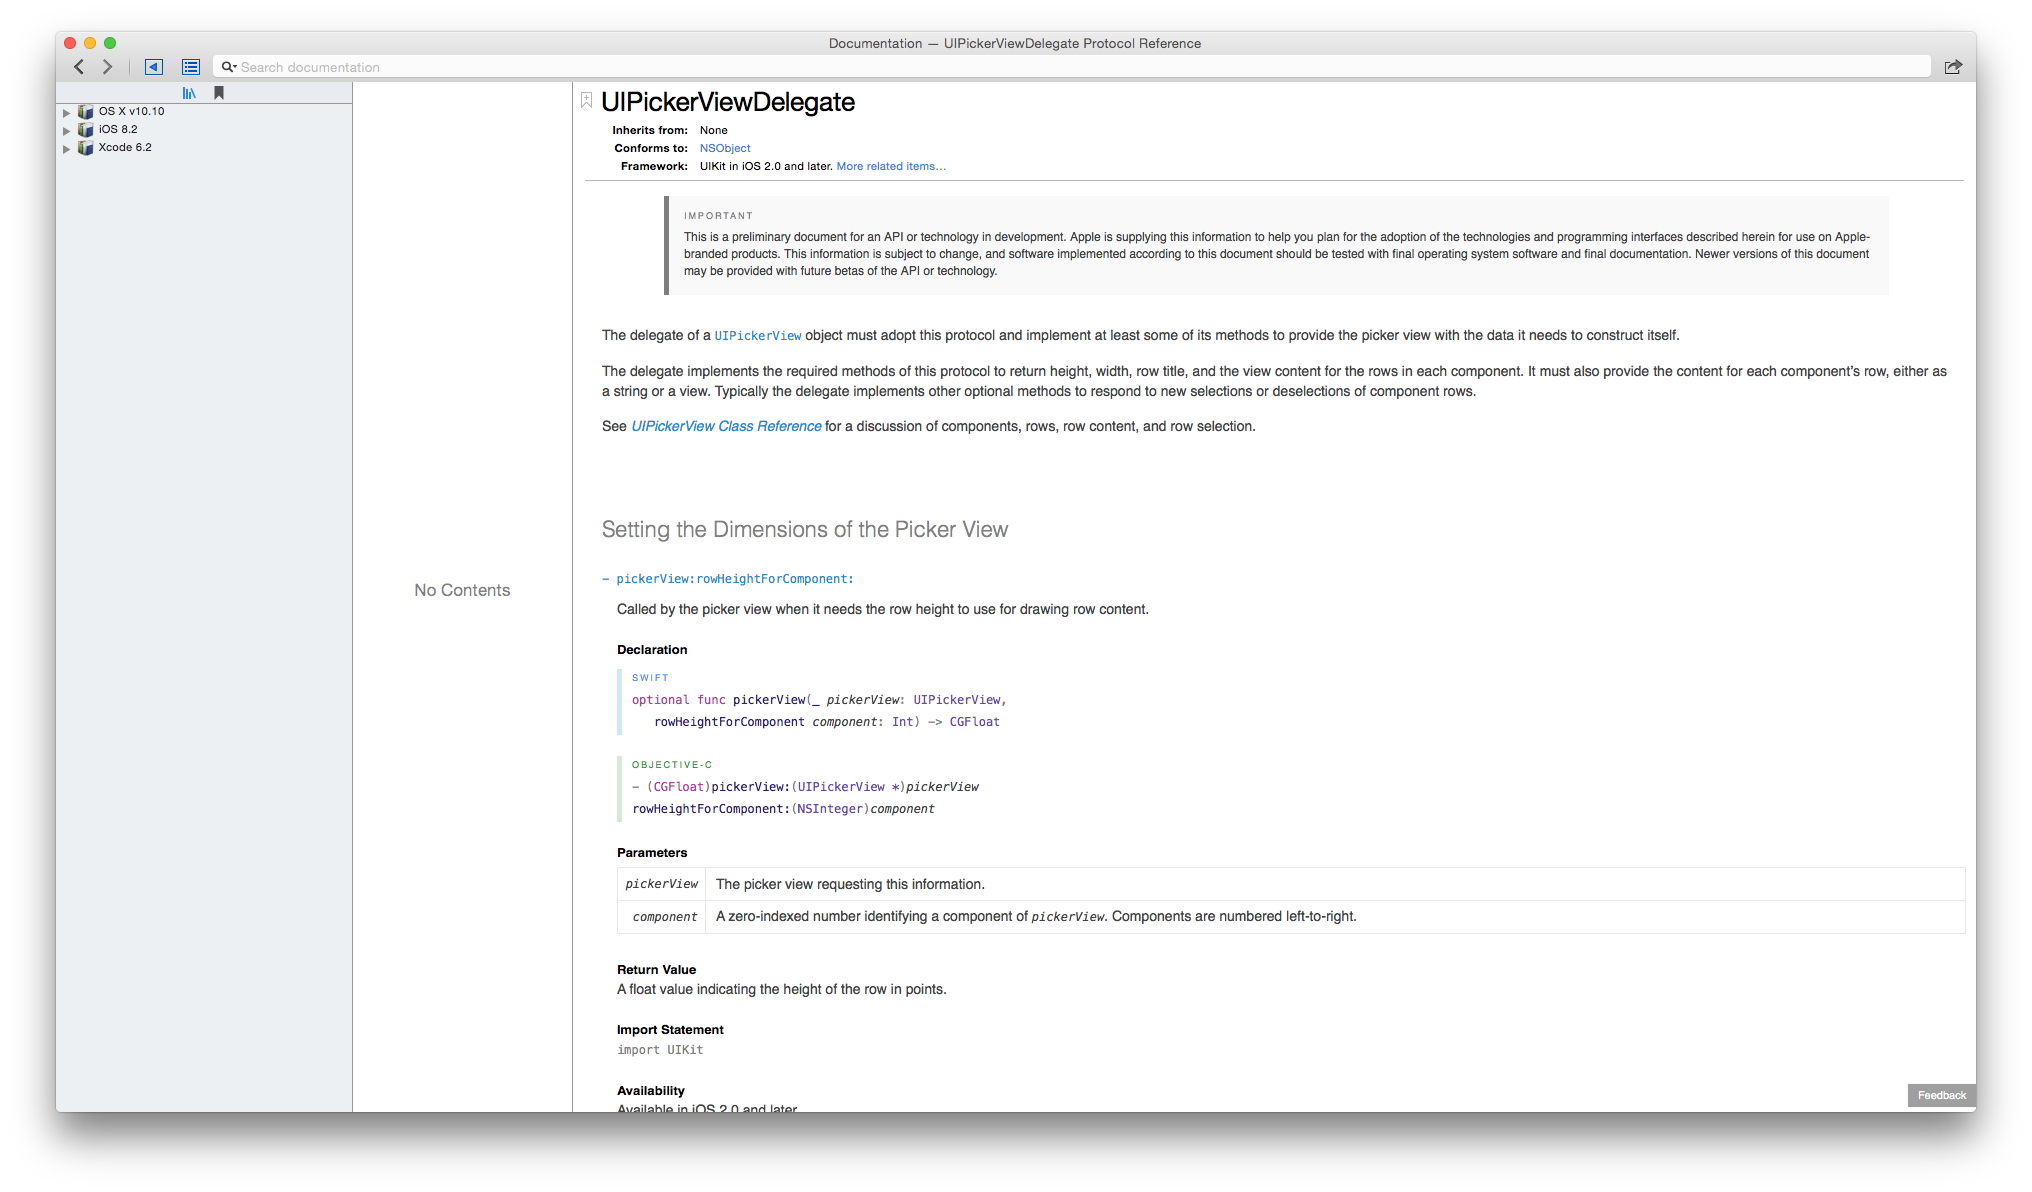 Documentation — UIPickerViewDelegate Protocol Reference
Search documentation
OS X v10.10
iOS 8.2
Xcode 6.2
No Contents
UIPickerViewDelegate
Inherits from: None
Conforms to: NSObject
Framework: UIKit in iOS 2.0 and later. More related items...
IMPORTANT
This is a preliminary document for an API or technology in development. Apple is supplying this information to help you plan for the adoption of the technologies and programming interfaces described herein for use on Apple-
branded products. This information is subject to change, and software implemented according to this document should be tested with final operating system software and final documentation. Newer versions of this document
may be provided with future betas of the API or technology.
The delegate of a UIPickerView object must adopt this protocol and implement at least some of its methods to provide the picker view with the data it needs to construct itself.
The delegate implements the required methods of this protocol to return height, width, row title, and the view content for the rows in each component. It must also provide the content for each component’s row, either as
a string or a view. Typically the delegate implements other optional methods to respond to new selections or deselections of component rows.
See UIPickerView Class Reference for a discussion of components, rows, row content, and row selection.
Setting the Dimensions of the Picker View
- pickerView:rowHeightForComponent:
Called by the picker view when it needs the row height to use for drawing row content.
Declaration
SWIFT
optional func pickerView(_ pickerView: UIPickerView,
rowHeightForComponent component: Int) -> CGFloat
OBJECTIVE-C
- (CGFloat)pickerView:(UIPickerView *)pickerView
rowHeightForComponent:(NSInteger)component
Parameters
pickerView The picker view requesting this information.
component A zero-indexed number identifying a component of pickerView. Components are numbered left-to-right.
Return Value
A float value indicating the height of the row in points.
Import Statement
import UIKit
Availability
Available in iOS 2.0 and later
Feedback